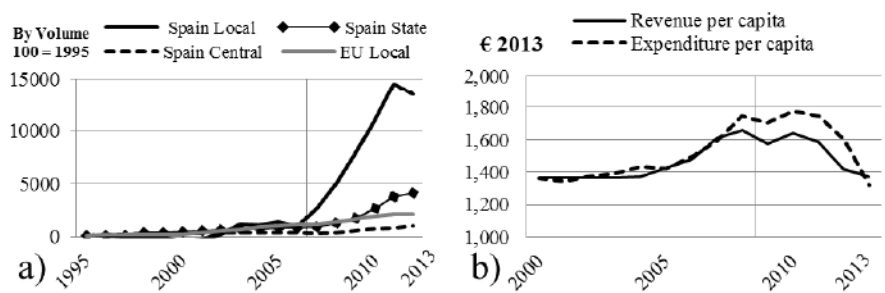 By Volume
100 = 1995
Spain Local
Spain State
Spain Central
EU Local
15000
10000
5000
0
1995
2000
2005
2010
2013
a)
€ 2013
Revenue per capita
Expenditure per capita
2,000
1,800
1,600
1,400
1,200
1,000
2000
2005
2010
2013
b)